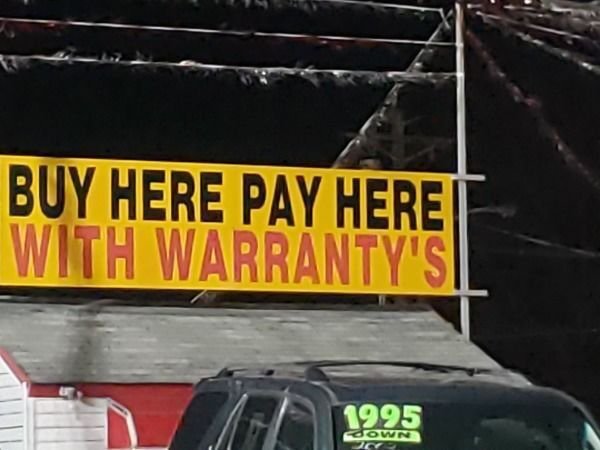 BUY HERE PAY HERE
WITH WARRANTY'S
1995
DOWN